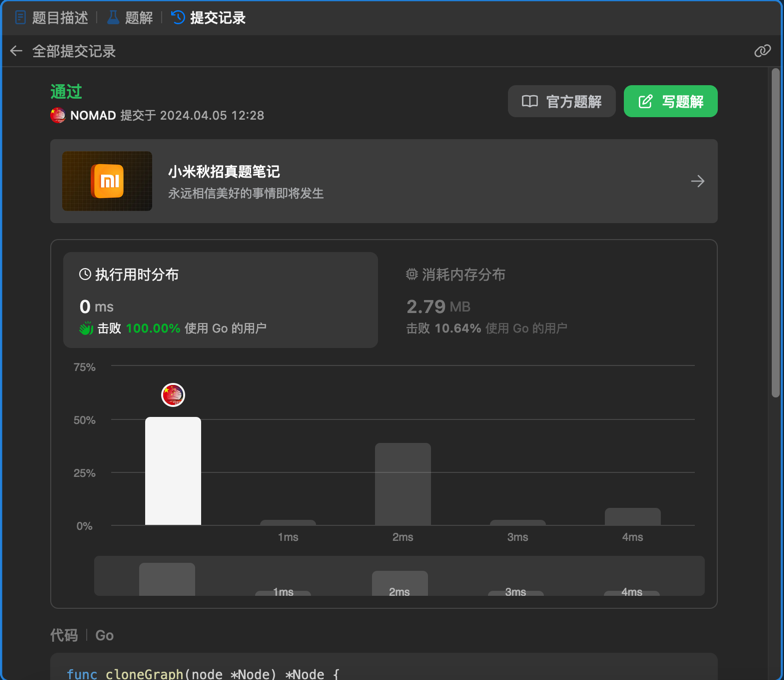 题目描述 题解 提交记录
全部提交记录
通过
NOMAD 提交于 2024.04.05 12:28
官方题解 写题解
小米秋招真题笔记
永远相信美好的事情即将发生
执行用时分布
0 ms
击败 100.00% 使用 Go 的用户
消耗内存分布
2.79 MB
击败 10.64% 使用 Go 的用户
75%
50%
25%
0%
1ms 2ms 3ms 4ms
1ms 2ms 3ms 4ms
代码 Go
func cloneGraph(node *Node) *Node {